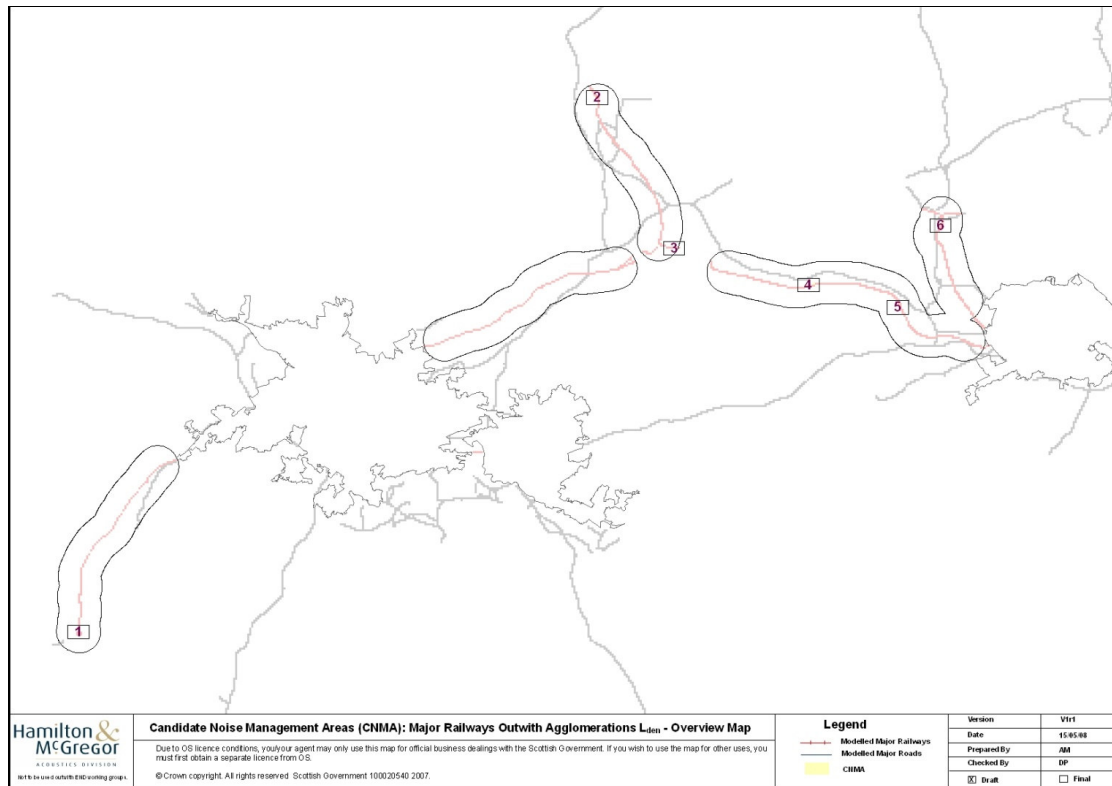 2
6
3
4
5
1
Hamilton &
McGregor
ACOUSTICS DIVISION
Not to be used outwith END working groups.
Candidate Noise Management Areas (CNMA): Major Railways Outwith Agglomerations Lden - Overview Map
Due to OS licence conditions, you/your agent may only use this map for official business dealings with the Scottish Government. If you wish to use the map for other uses, you
must first obtain a separate licence from OS.
© Crown copyright. All rights reserved Scottish Government 100020540 2007.
Legend
Modelled Major Railways
Modelled Major Roads
CNMA
Version V1r1
Date 15/05/08
Prepared By AM
Checked By DP
X Draft Final